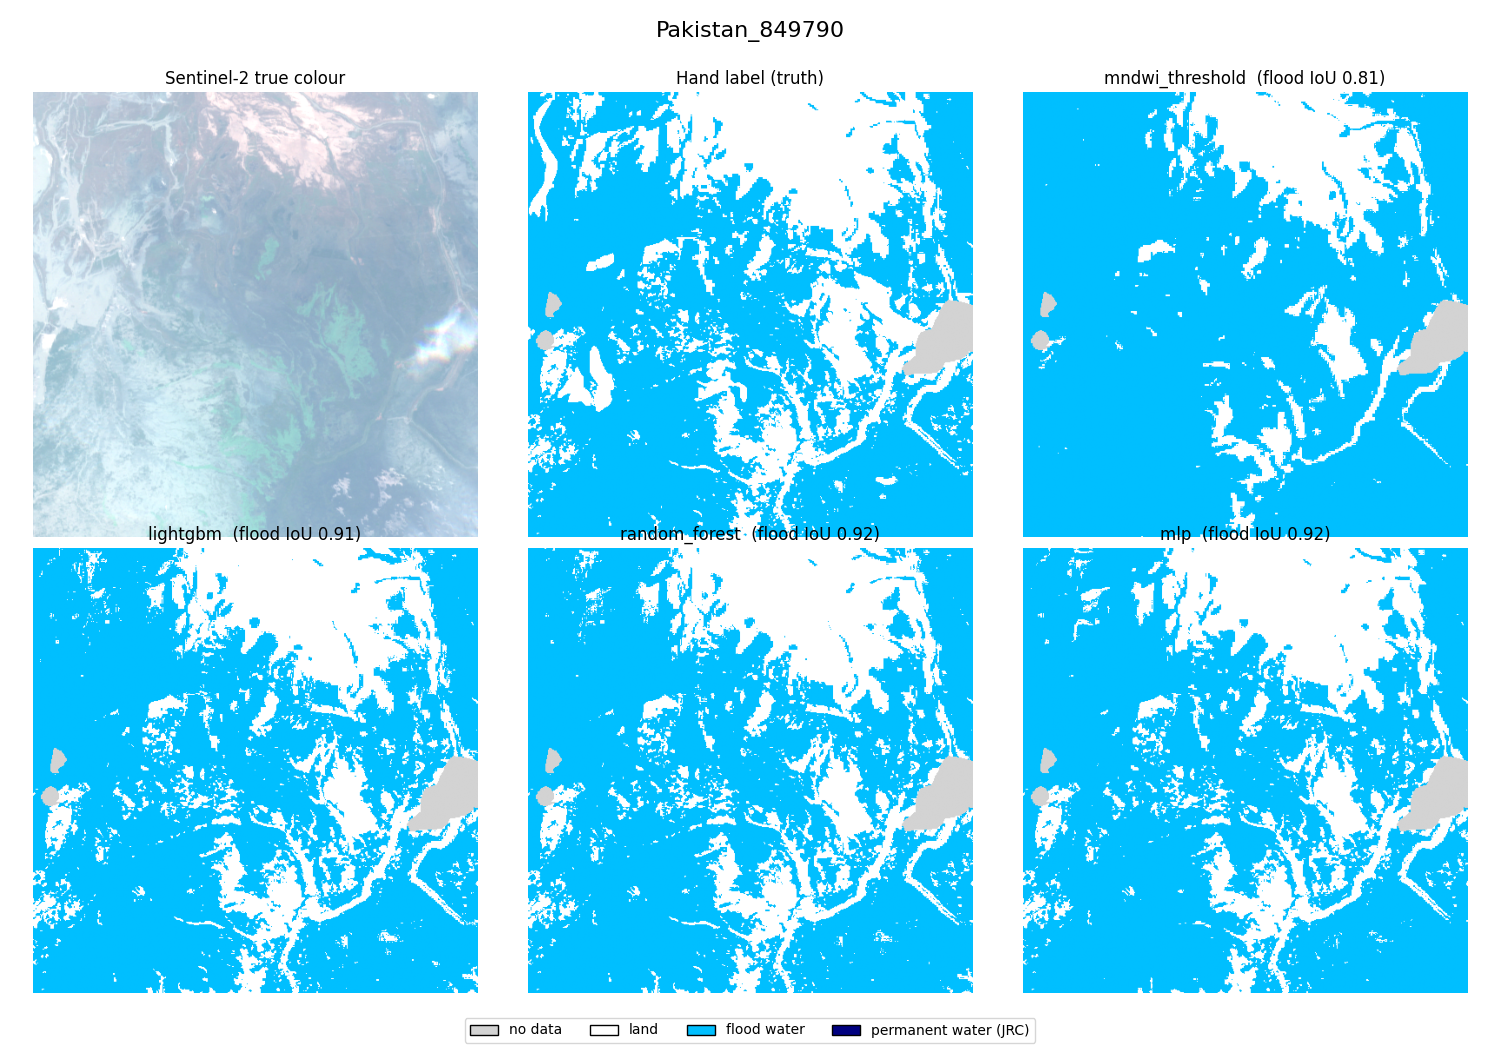 Pakistan_849790
Sentinel-2 true colour
Hand label (truth)
mndwi_threshold  (flood IoU 0.81)
lightgbm  (flood IoU 0.91)
random_forest  (flood IoU 0.92)
mlp  (flood IoU 0.92)
no data
land
flood water
permanent water (JRC)